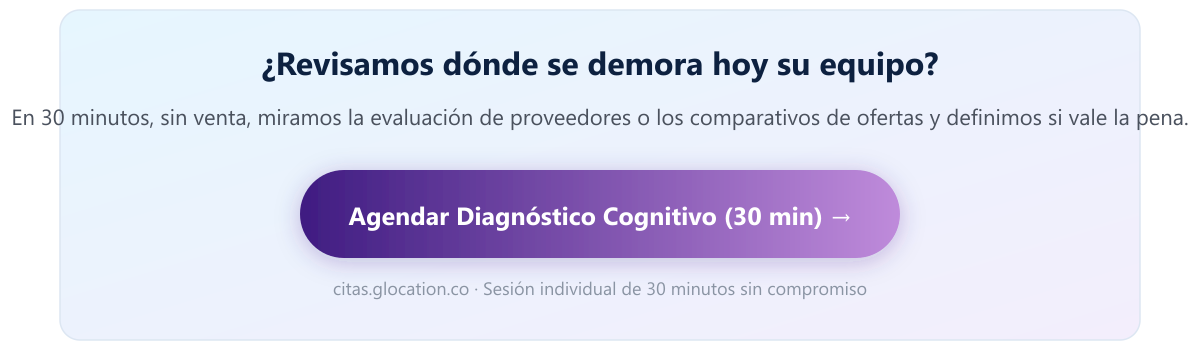 ¿Revisamos dónde se demora hoy su equipo?
En 30 minutos, sin venta, miramos la evaluación de proveedores o los comparativos de ofertas y definimos si vale la pena.
Agendar Diagnóstico Cognitivo (30 min) →
citas.glocation.co · Sesión individual de 30 minutos sin compromiso